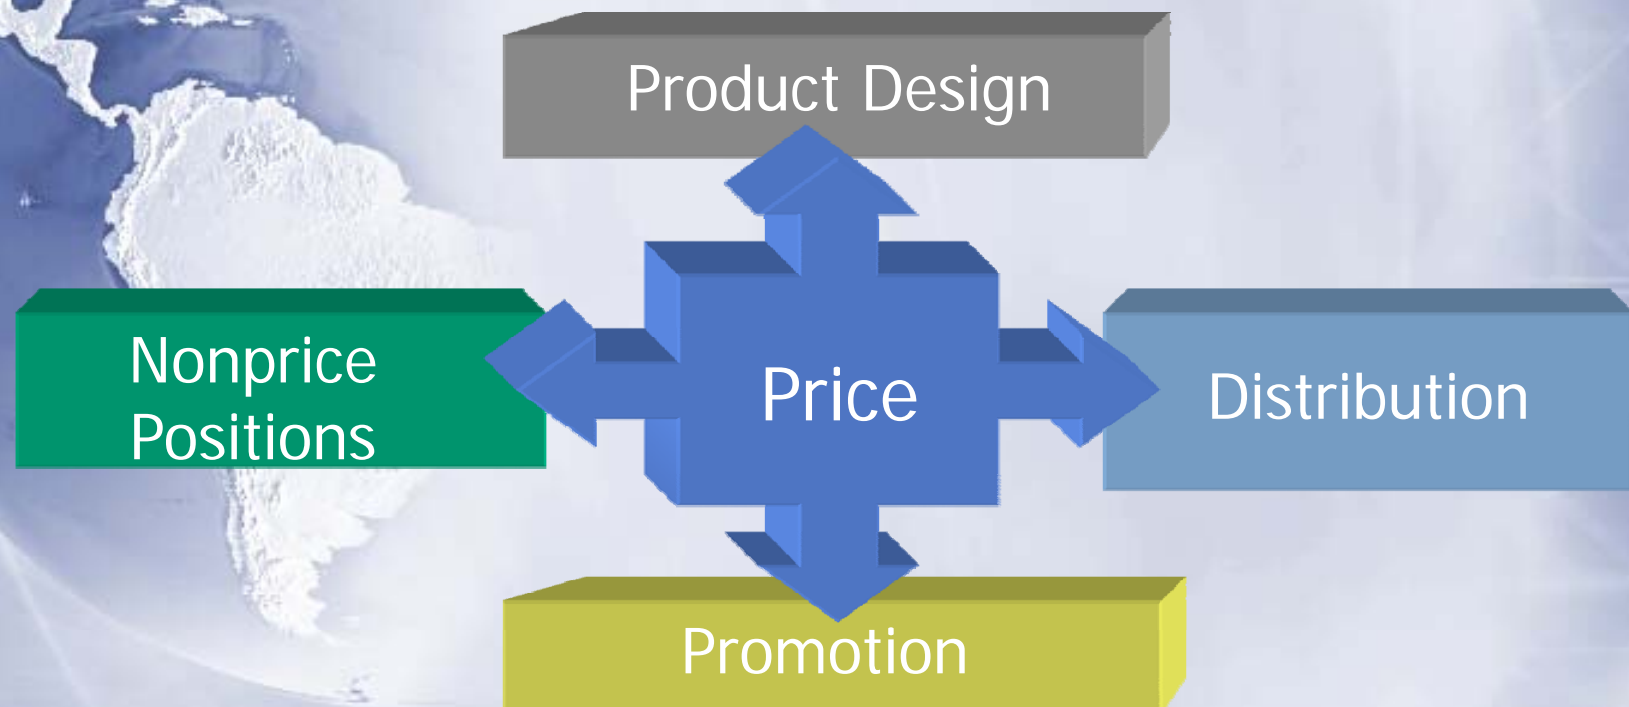 Product Design
Nonprice
Positions
Price
Distribution
Promotion